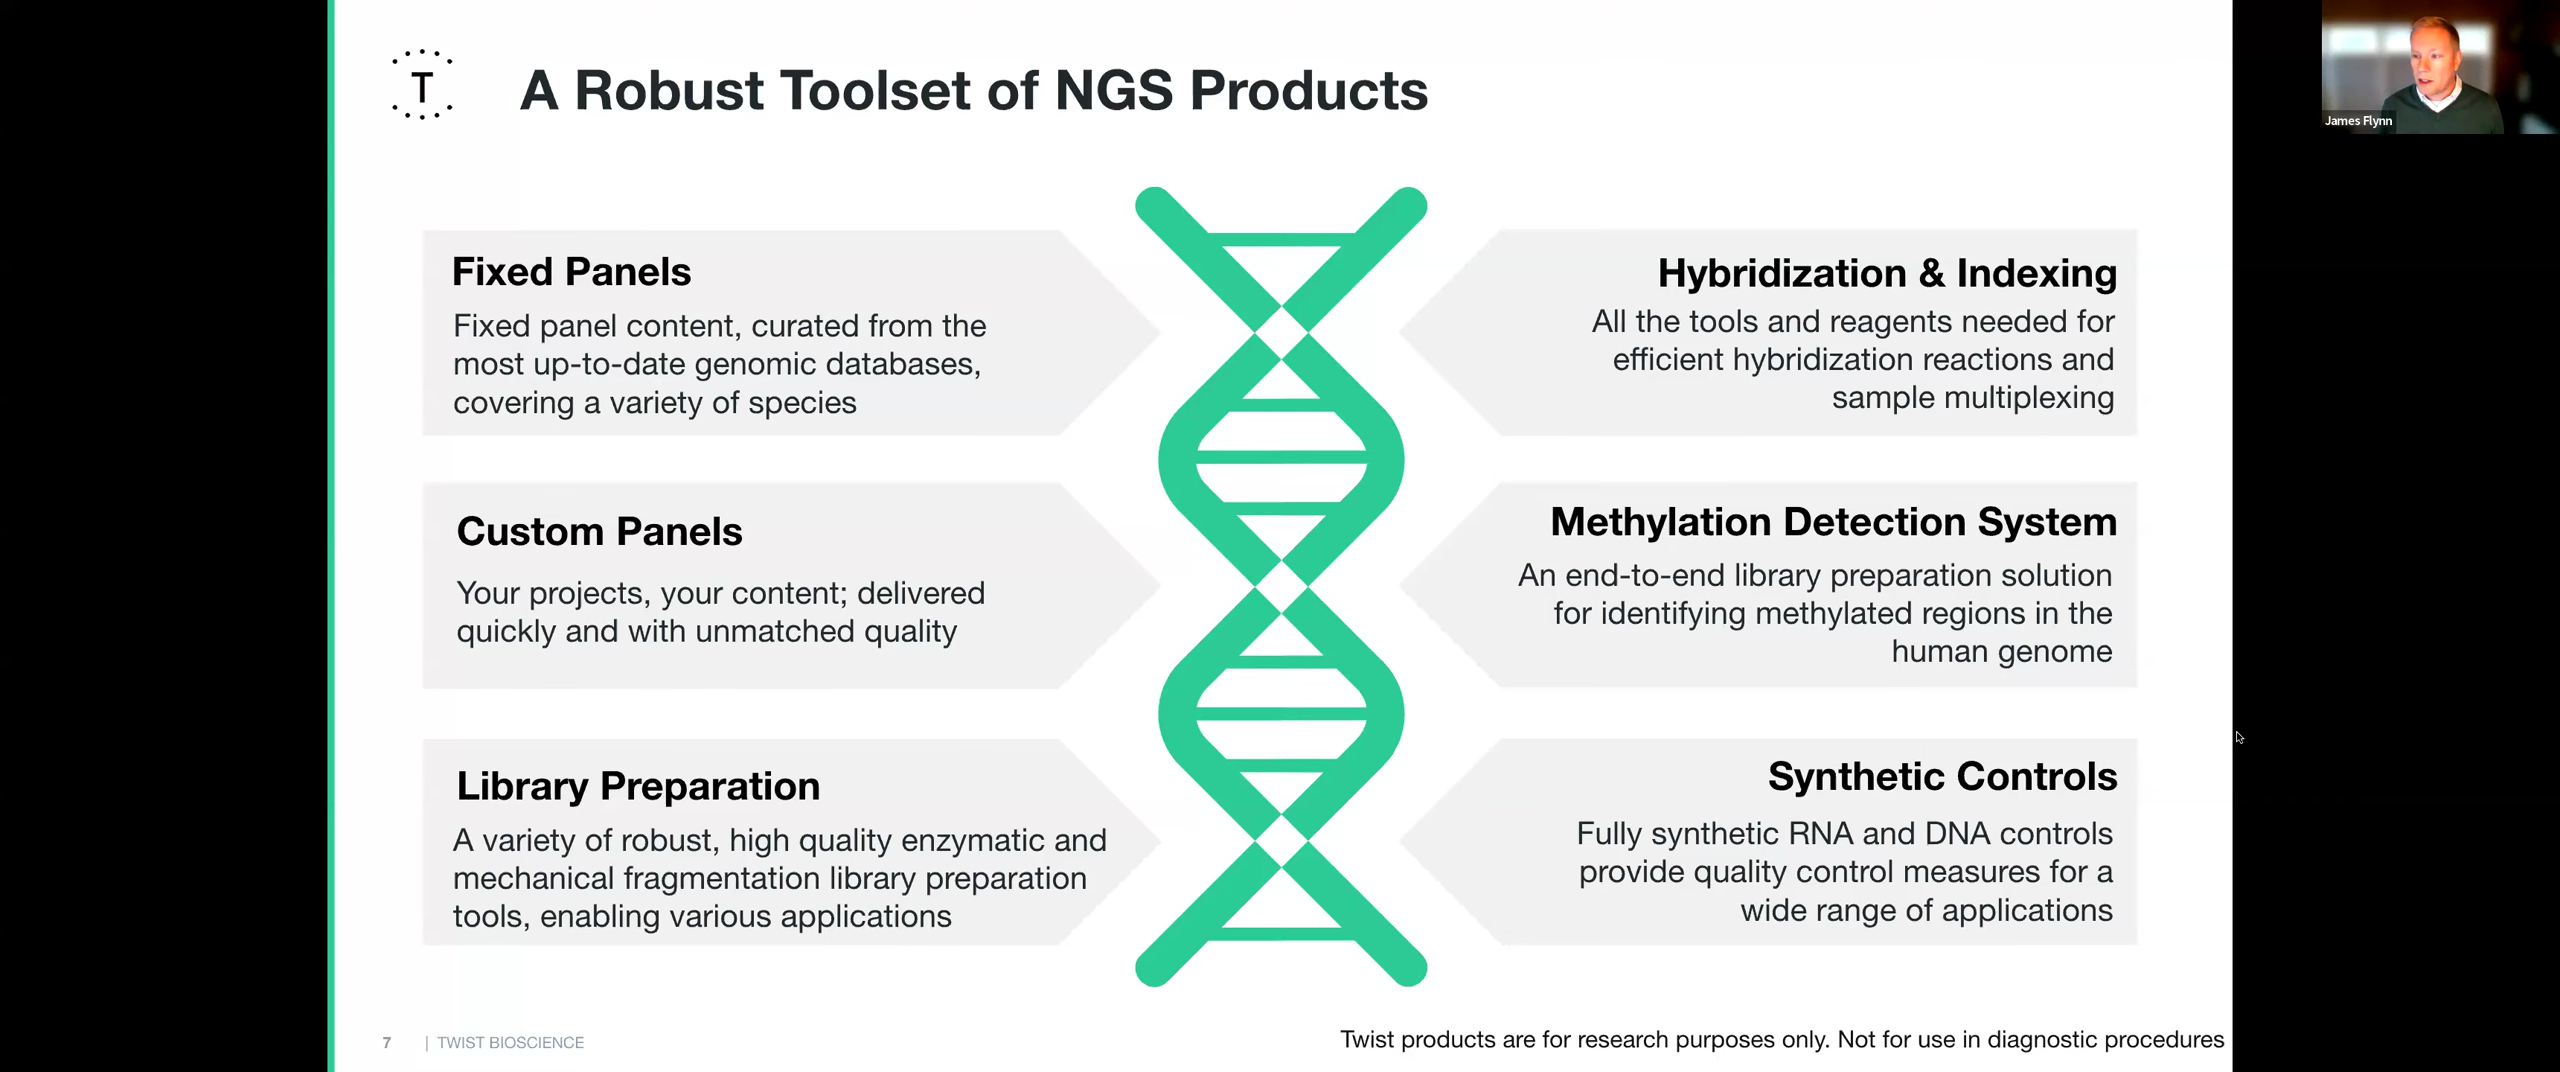 T
A Robust Toolset of NGS Products
James Flynn
Fixed Panels
Fixed panel content, curated from the
most up-to-date genomic databases,
covering a variety of species
Custom Panels
Your projects, your content; delivered
quickly and with unmatched quality
Library Preparation
A variety of robust, high quality enzymatic and
mechanical fragmentation library preparation
tools, enabling various applications
Hybridization & Indexing
All the tools and reagents needed for
efficient hybridization reactions and
sample multiplexing
Methylation Detection System
An end-to-end library preparation solution
for identifying methylated regions in the
human genome
Synthetic Controls
Fully synthetic RNA and DNA controls
provide quality control measures for a
wide range of applications
7 | TWIST BIOSCIENCE
Twist products are for research purposes only. Not for use in diagnostic procedures